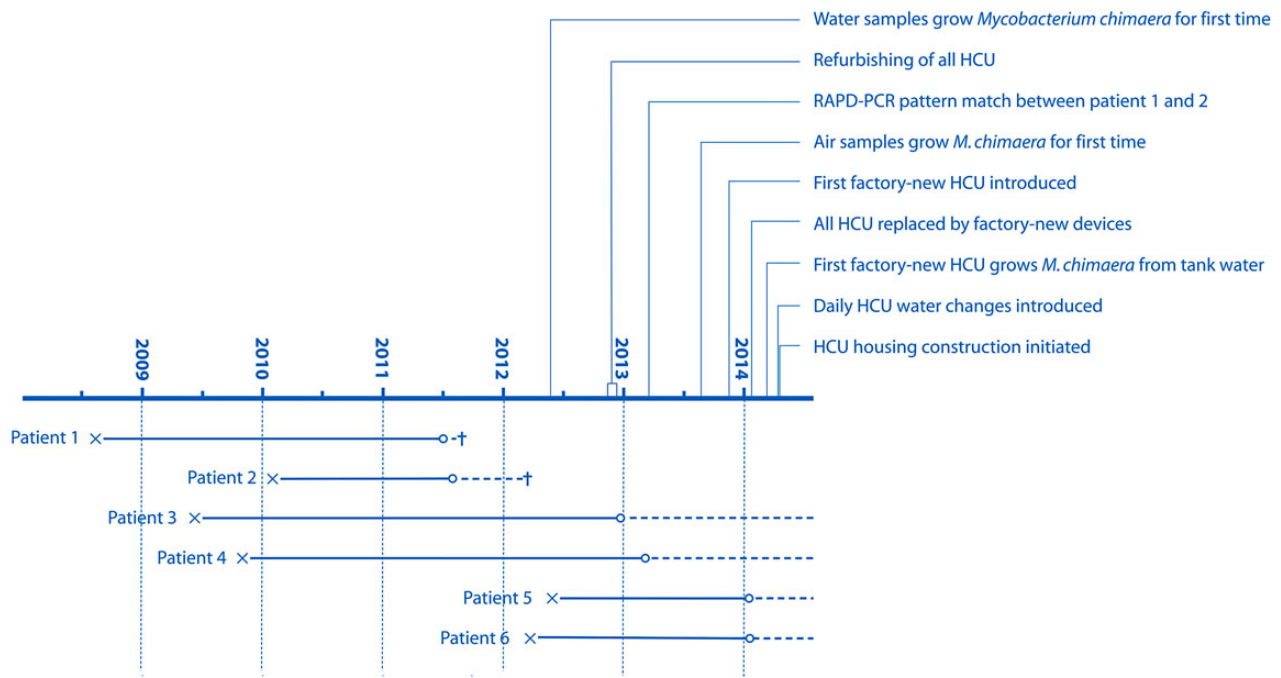 Water samples grow Mycobacterium chimaera for first time
Refurbishing of all HCU
RAPD-PCR pattern match between patient 1 and 2
Air samples grow M. chimaera for first time
First factory-new HCU introduced
All HCU replaced by factory-new devices
First factory-new HCU grows M. chimaera from tank water
Daily HCU water changes introduced
HCU housing construction initiated
2009
2010
2011
2012
2013
2014
Patient 1
Patient 2
Patient 3
Patient 4
Patient 5
Patient 6